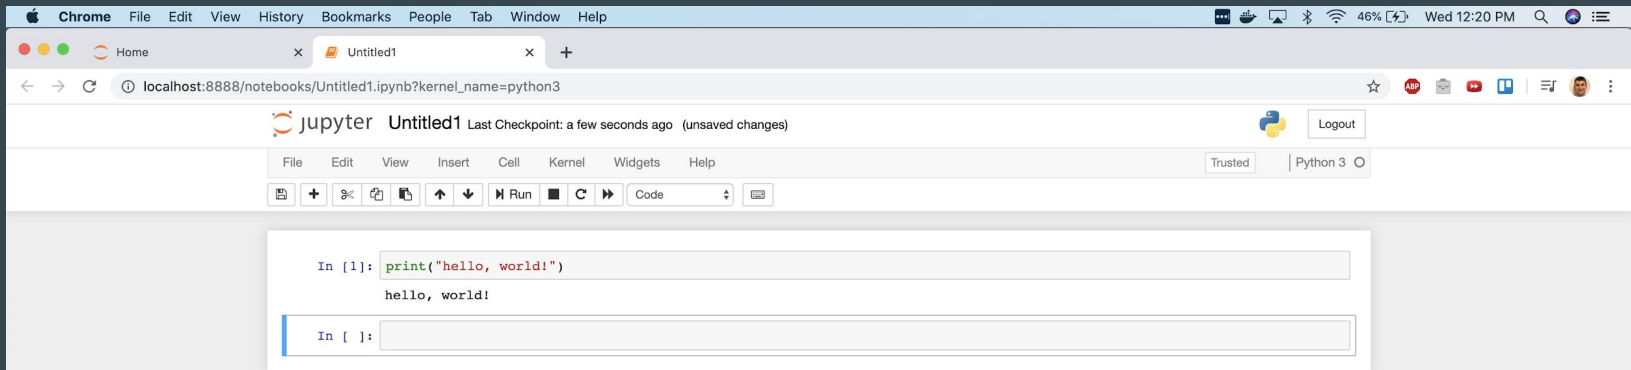 Chrome File Edit View History Bookmarks People Tab Window Help 46% Wed 12:20 PM
Home Untitled1
localhost:8888/notebooks/Untitled1.ipynb?kernel_name=python3 ABP
jupyter Untitled1 Last Checkpoint: a few seconds ago (unsaved changes) Logout
File Edit View Insert Cell Kernel Widgets Help Trusted Python 3
Run Code
In [1]: print("hello, world!")
hello, world!
In [ ]: